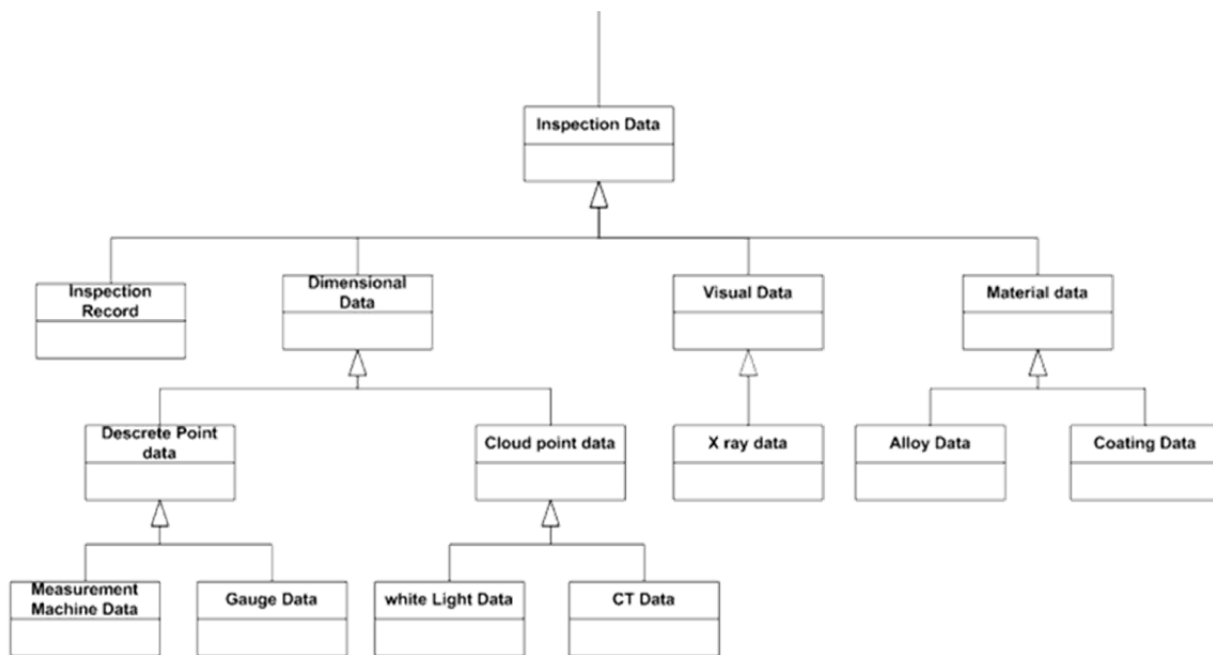 Inspection Data
Inspection
Record
Dimensional
Data
Visual Data
Material data
Descrete Point
data
Cloud point data
X ray data
Alloy Data
Coating Data
Measurement
Machine Data
Gauge Data
white Light Data
CT Data